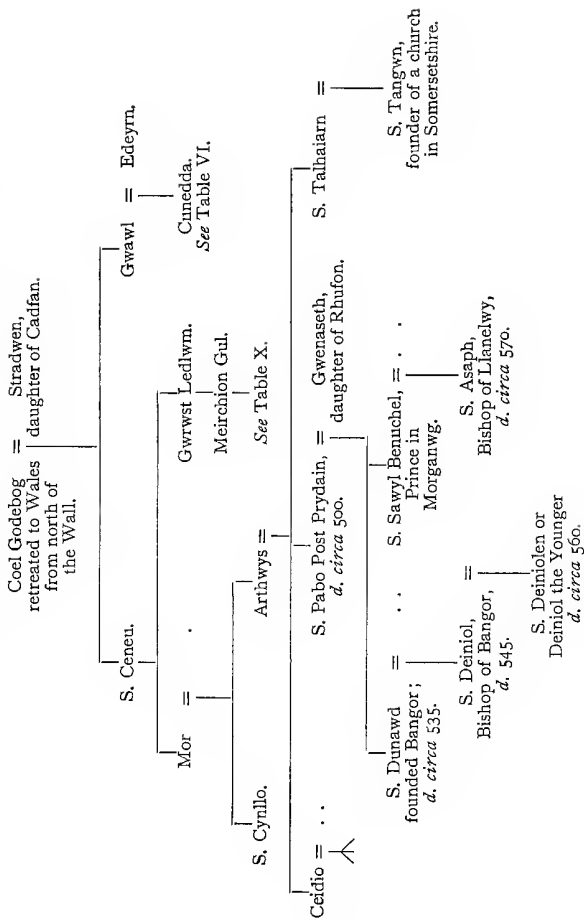 Coel Godebog = Stradwen,
retreated to Wales daughter of Cadfan.
from north of
the Wall.
S. Ceneu. Gwawl = Edeyrn.
Cunedda.
See Table VI.
Mor = . Gwrwst Ledlwm.
Meirchion Gul.
See Table X.
S. Cynllo. Arthwys =
Ceidio = . . S. Pabo Post Prydain, = Gwenaseth, S. Talhaiarn =
d. circa 500. daughter of Rhufon.
S. Tangwn,
founder of a church
in Somersetshire.
S. Dunawd = . . S. Sawyl Benuchel, = . .
founded Bangor; Prince in
d. circa 535. Morganwg.
S. Deiniol, = S. Asaph,
Bishop of Bangor, Bishop of Llanelwy,
d. 545. d. circa 570.
S. Deiniolen or
Deiniol the Younger
d. circa 560.